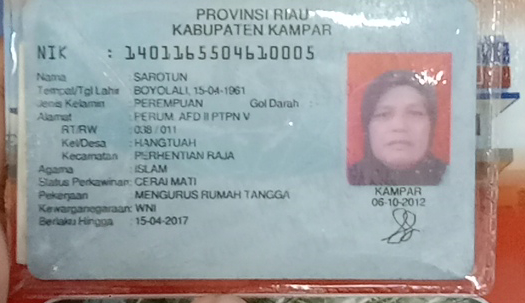 PROVINSI RIAU
KABUPATEN KAMPAR
NIK : 1401165504610005
Nama : SAROTUN
Tempat/Tgl Lahir : BOYOLALI, 15-04-1961
Jenis Kelamin : PEREMPUAN Gol Darah :
Alamat : PERUM. AFD II PTPN V
RT/RW : 038 / 011
Kel/Desa : HANGTUAH
Kecamatan : PERHENTIAN RAJA
Agama : ISLAM
Status Perkawinan: CERAI MATI
Pekerjaan : MENGURUS RUMAH TANGGA
Kewarganegaraan: WNI
Berlaku Hingga : 15-04-2017
KAMPAR
06-10-2012